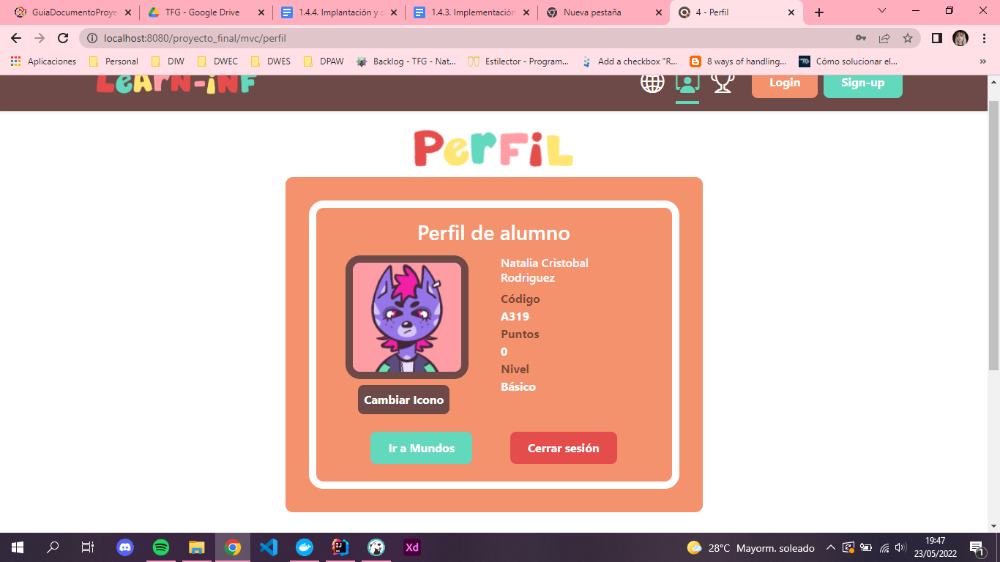 GuiaDocumentoProye
TFG - Google Drive
1.4.4. Implantación y c
1.4.3. Implementación
Nueva pestaña
4 - Perfil
localhost:8080/proyecto_final/mvc/perfil
Aplicaciones
Personal
DIW
DWEC
DWES
DPAW
Backlog - TFG - Nat...
Estilector - Program...
Add a checkbox "R...
8 ways of handling...
Cómo solucionar el...
»
LeArN-iNF
Login
Sign-up
PerFiL
Perfil de alumno
Natalia Cristobal
Rodriguez
Código
A319
Puntos
0
Nivel
Básico
Cambiar Icono
Ir a Mundos
Cerrar sesión
Xd
28°C Mayorm. soleado
19:47
23/05/2022
1